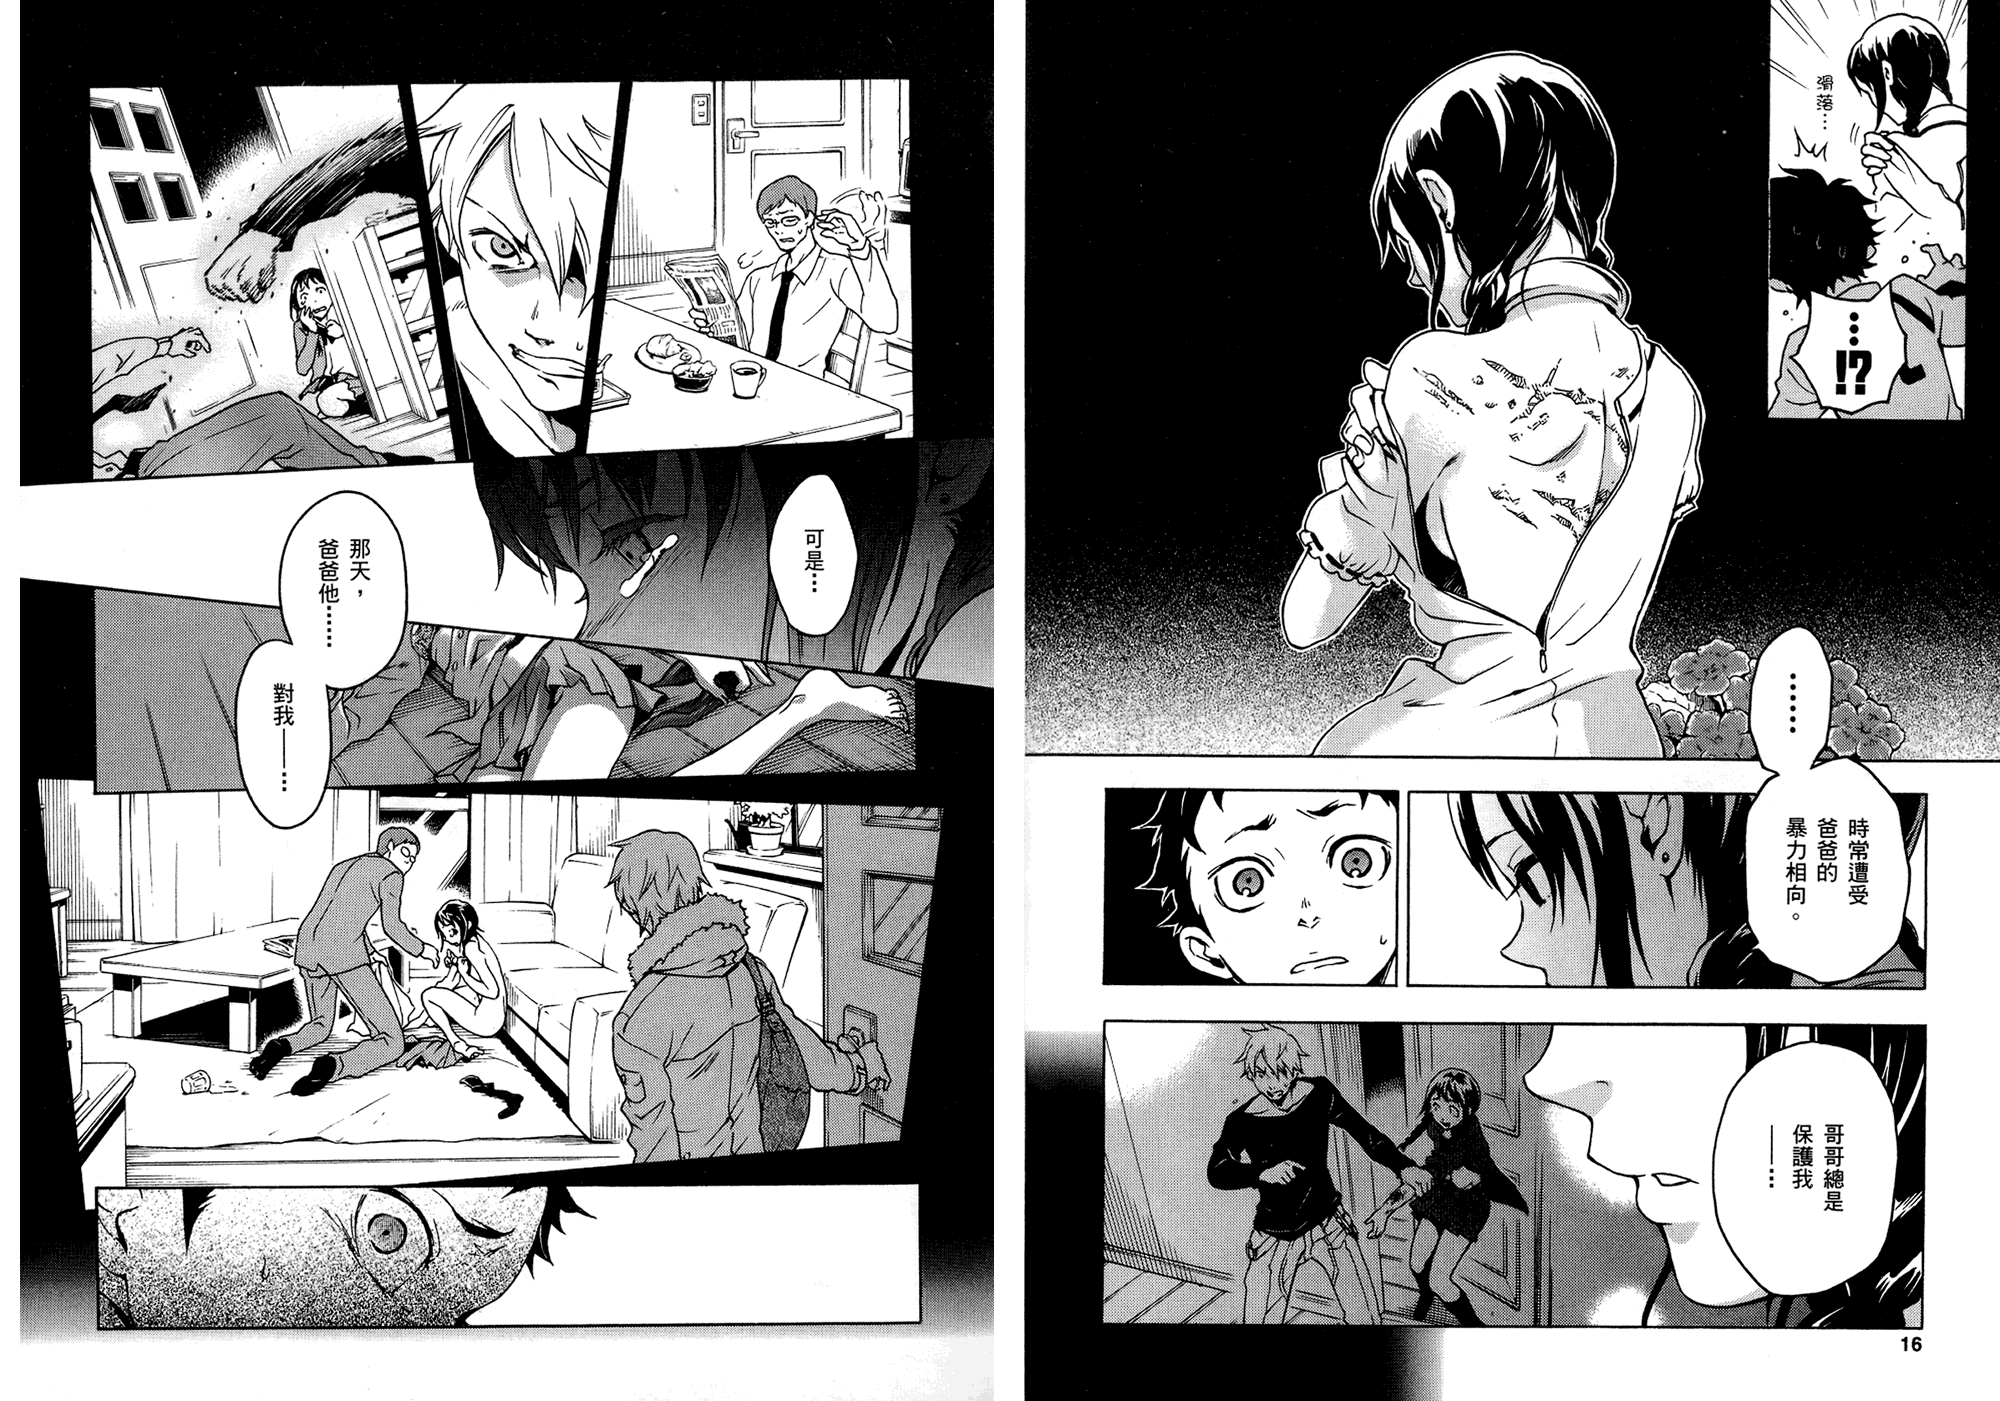 滑落…
…!?
……
時常遭受
爸爸的
暴力相向。
哥哥總是
保護我
——…
16
可是…
那天，
爸爸他……
對我——…